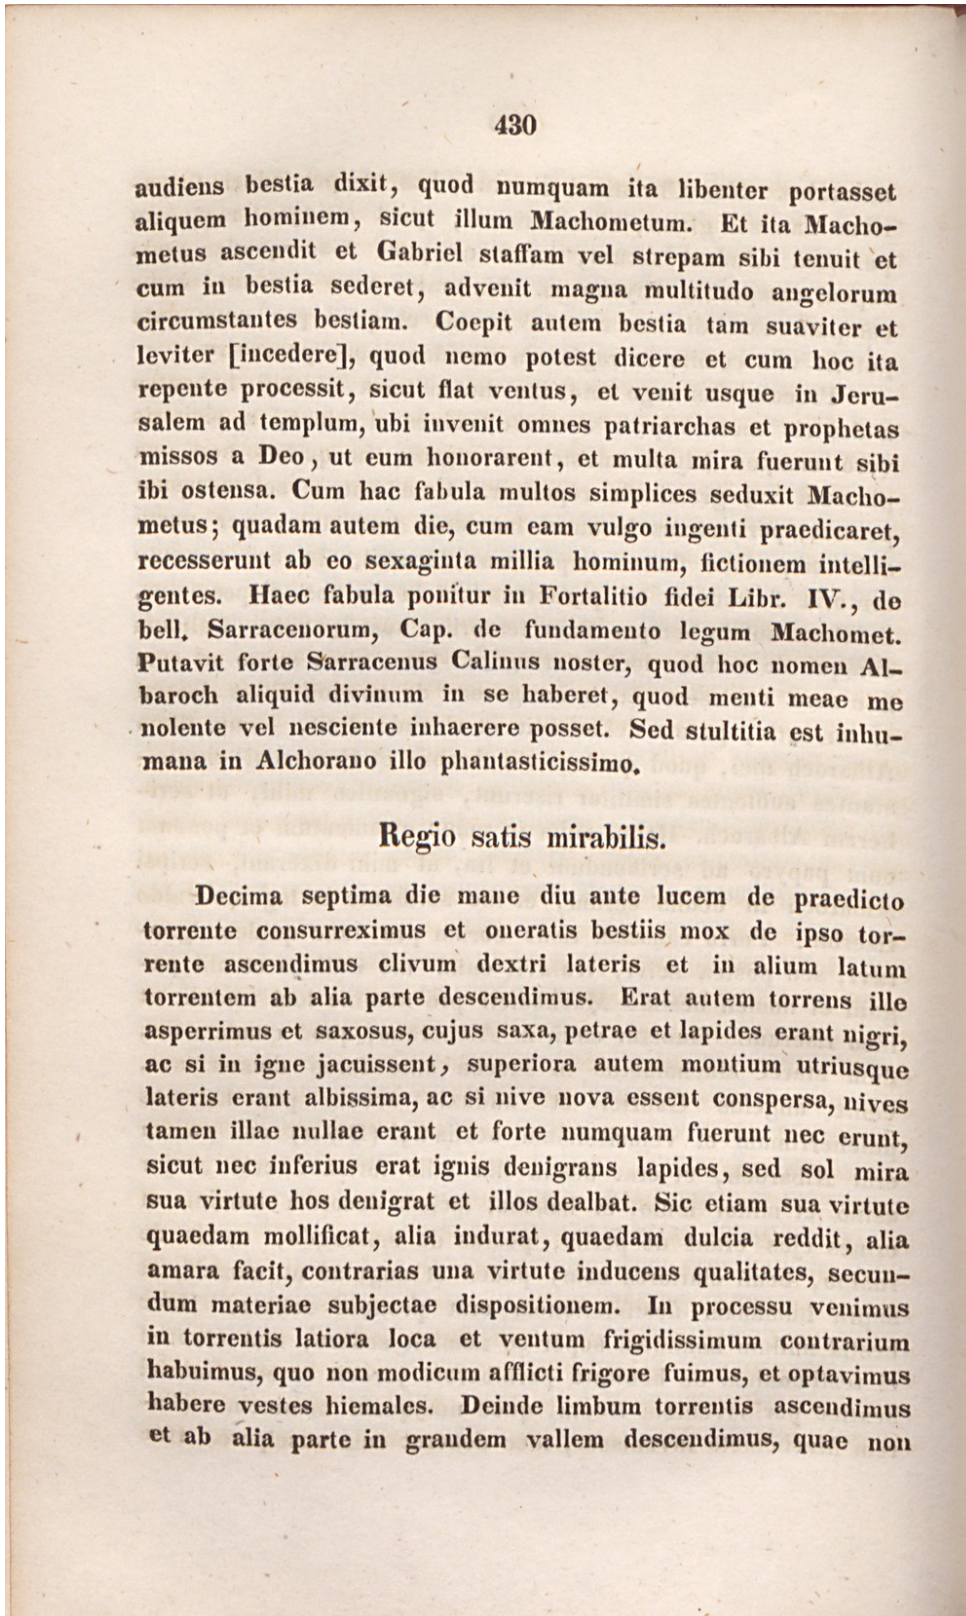 430
audiens bestia dixit, quod numquam ita libenter portasset
aliquem hominem, sicut illum Machometum. Et ita Macho-
metus ascendit et Gabriel staffam vel strepam sibi tenuit et
cum in bestia sederet, advenit magna multitudo angelorum
circumstantes bestiam. Coepit autem bestia tam suaviter et
leviter [incedere], quod nemo potest dicere et cum hoc ita
repente processit, sicut flat ventus, et venit usque in Jeru-
salem ad templum, ubi invenit omnes patriarchas et prophetas
missos a Deo, ut eum honorarent, et multa mira fuerunt sibi
ibi ostensa. Cum hac fabula multos simplices seduxit Macho-
metus; quadam autem die, cum eam vulgo ingenti praedicaret,
recesserunt ab eo sexaginta millia hominum, fictionem intelli-
gentes. Haec fabula ponitur in Fortalitio fidei Libr. IV., de
bell. Sarracenorum, Cap. de fundamento legum Machomet.
Putavit forte Sarracenus Calinus noster, quod hoc nomen Al-
baroch aliquid divinum in se haberet, quod menti meae me
nolente vel nesciente inhaerere posset. Sed stultitia est inhu-
mana in Alchorano illo phantasticissimo.
Regio satis mirabilis.
Decima septima die mane diu ante lucem de praedicto
torrente consurreximus et oneratis bestiis mox de ipso tor-
rente ascendimus clivum dextri lateris et in alium latum
torrentem ab alia parte descendimus. Erat autem torrens ille
asperrimus et saxosus, cujus saxa, petrae et lapides erant nigri,
ac si in igne jacuissent, superiora autem montium utriusque
lateris erant albissima, ac si nive nova essent conspersa, nives
tamen illae nullae erant et forte numquam fuerunt nec erunt,
sicut nec inferius erat ignis denigrans lapides, sed sol mira
sua virtute hos denigrat et illos dealbat. Sic etiam sua virtute
quaedam mollificat, alia indurat, quaedam dulcia reddit, alia
amara facit, contrarias una virtute inducens qualitates, secun-
dum materiae subjectae dispositionem. In processu venimus
in torrentis latiora loca et ventum frigidissimum contrarium
habuimus, quo non modicum afflicti frigore fuimus, et optavimus
habere vestes hiemales. Deinde limbum torrentis ascendimus
et ab alia parte in grandem vallem descendimus, quae non